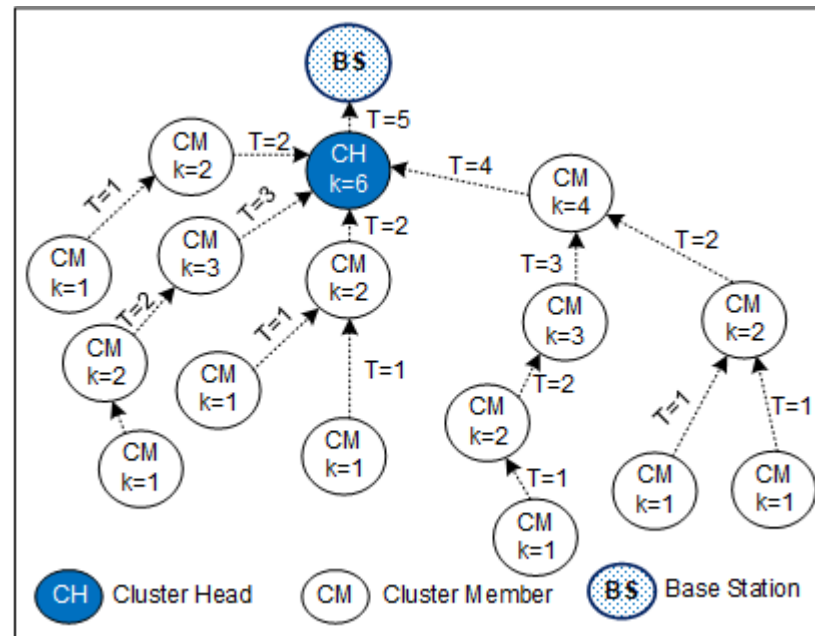 BS
T=5
CM
k=2
T=2
CH
k=6
T=4
CM
k=4
T=1
T=3
CM
k=1
CM
k=3
T=2
CM
k=2
T=3
T=2
T=2
CM
k=2
T=1
CM
k=3
CM
k=2
CM
k=1
T=1
T=2
CM
k=2
T=1
T=1
CM
k=1
CM
k=1
T=1
CM
k=1
CM
k=1
CM
k=1
CH Cluster Head
CM Cluster Member
BS Base Station